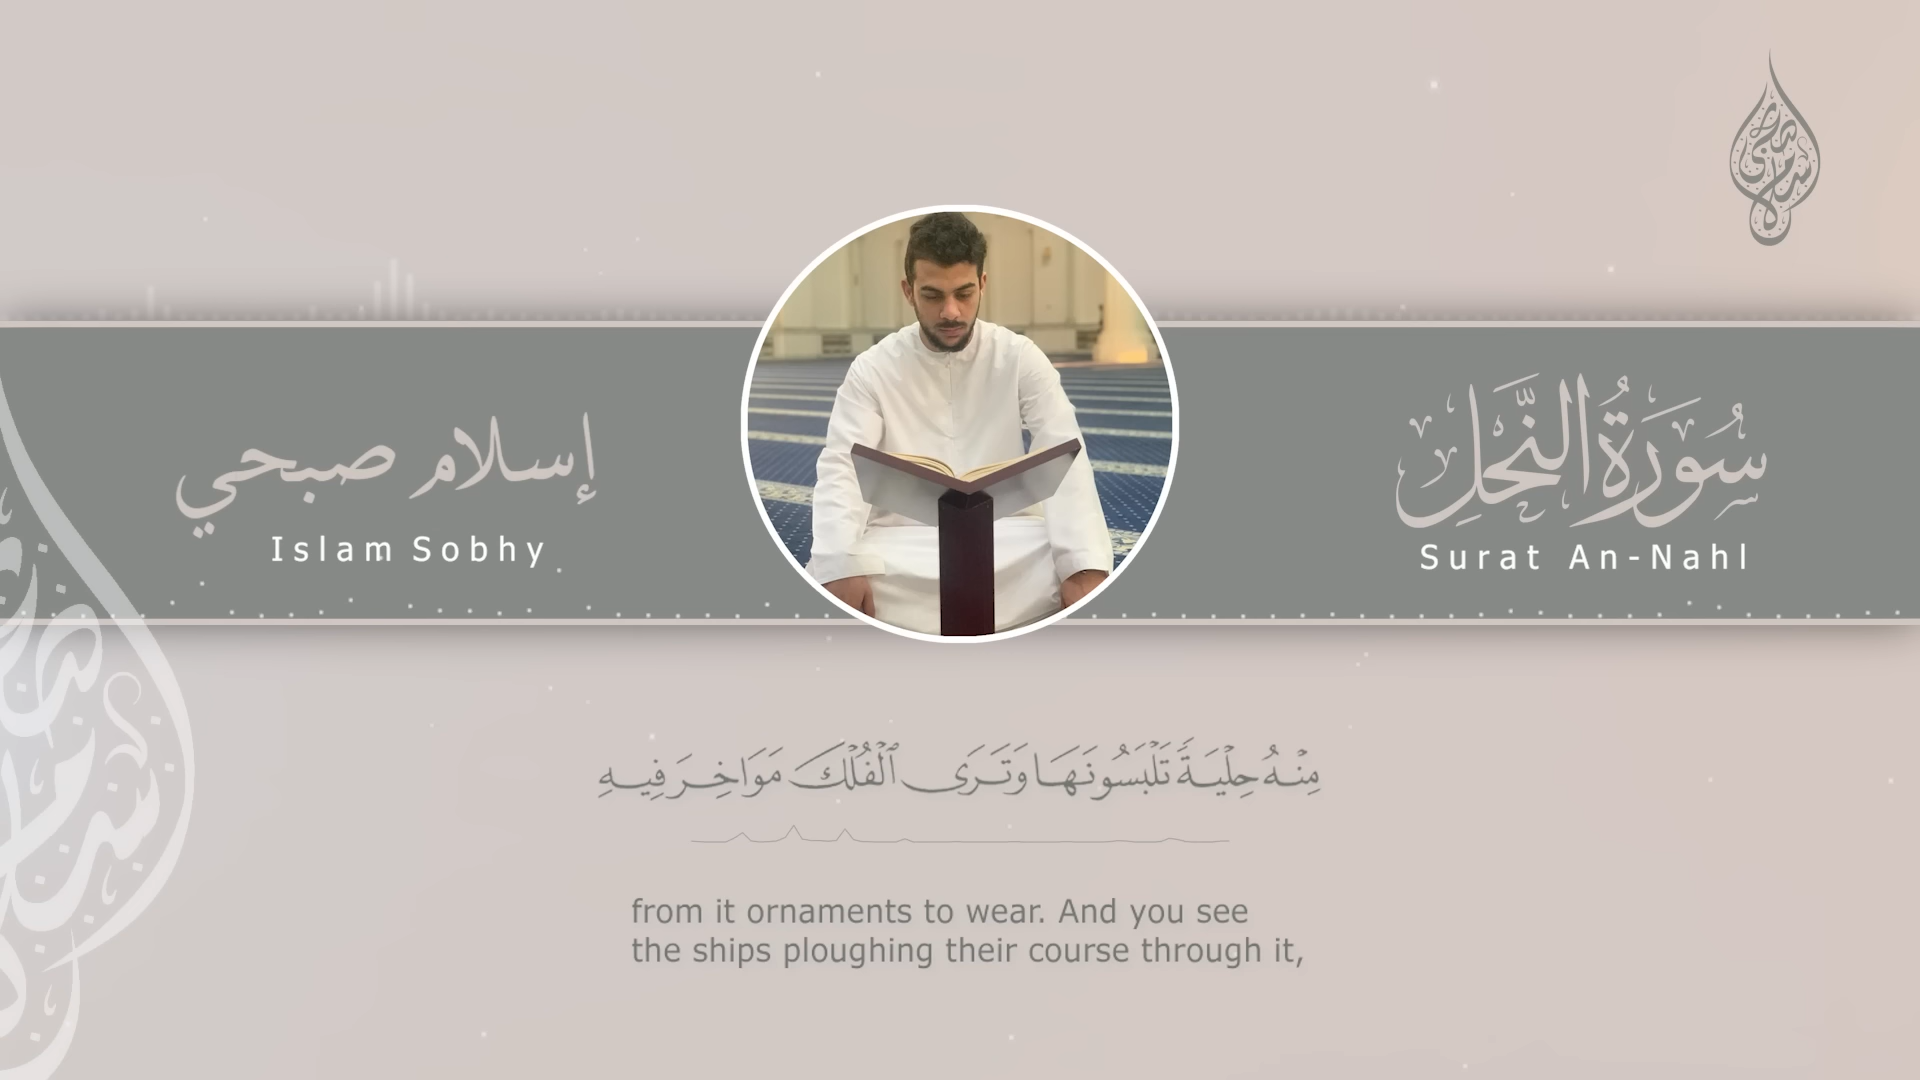 إسلام صبحي
Islam Sobhy
سُورَةُ النَّحْلِ
Surat An-Nahl
مِنْهُ حِلْيَةً تَلْبَسُونَهَا وَتَرَى ٱلْفُلْكَ مَوَاخِرَ فِيهِ
from it ornaments to wear. And you see
the ships ploughing their course through it,